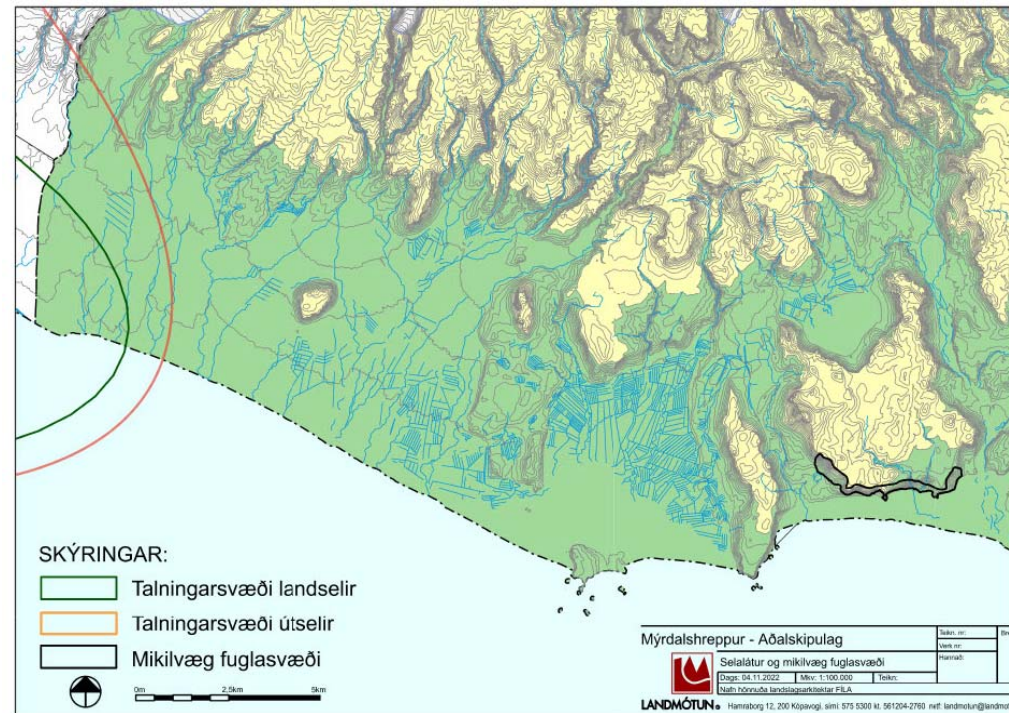 SKÝRINGAR:
Talningarsvæði landselir
Talningarsvæði útselir
Mikilvæg fuglasvæði
0m 2,5km 5km
Mýrdalshreppur - Aðalskipulag
Selalátur og mikilvæg fuglasvæði
Dags: 04.11.2022 Mkv: 1:100.000 Teikn:
Nafn hönnuða landslagsarkitektar FÍLA
Teikn. nr:
Verk nr:
Hannað:
LANDMÓTUN Hamraborg 12, 200 Kópavogi. sími: 575 5300 kt. 561204-2760